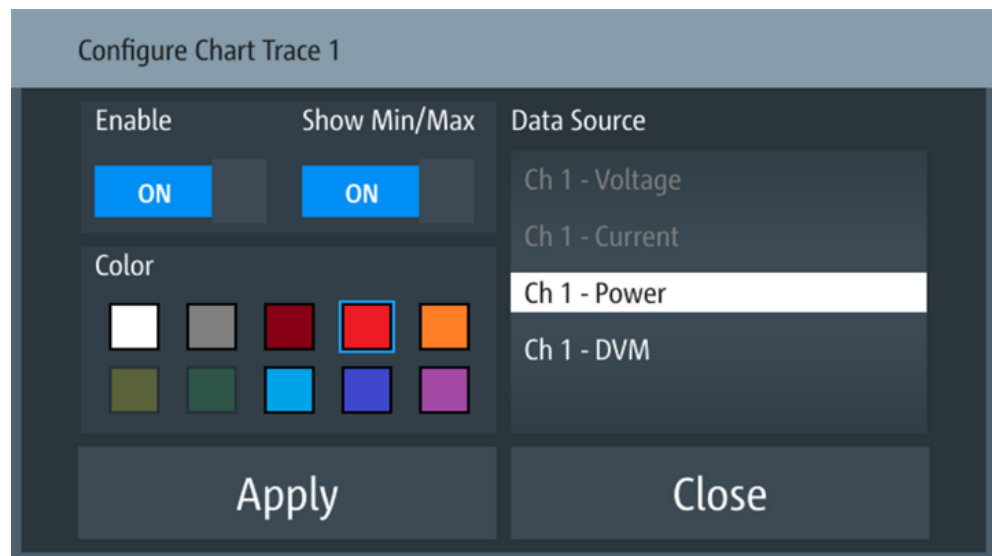 Configure Chart Trace 1
Enable
Show Min/Max
ON
ON
Color
Data Source
Ch 1 - Voltage
Ch 1 - Current
Ch 1 - Power
Ch 1 - DVM
Apply
Close